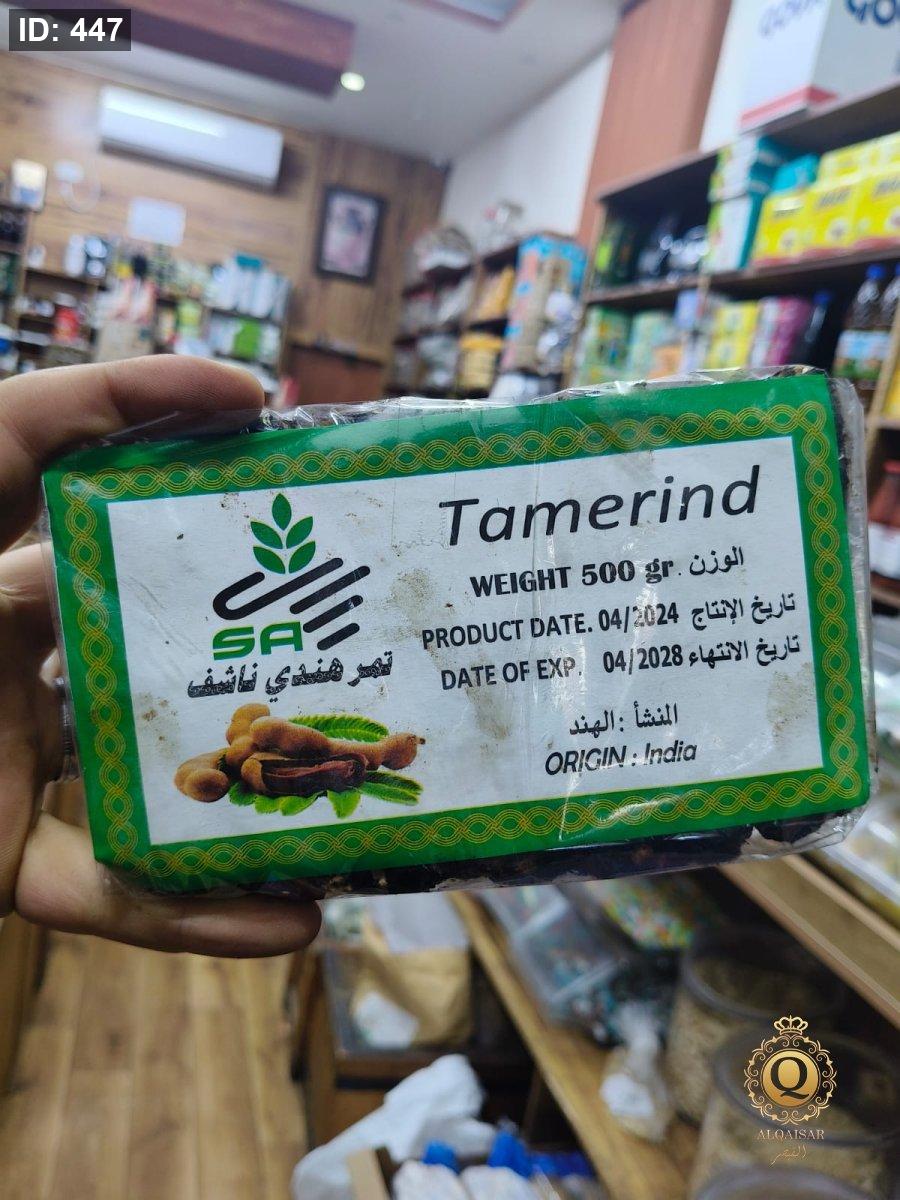 ID: 447
Tamerind
WEIGHT 500 gr. الوزن
PRODUCT DATE. 04/2024 تاريخ الإنتاج
DATE OF EXP. 04/2028 تاريخ الانتهاء
المنشأ : الهند
ORIGIN : India
SA
تمر هندي ناشف
Q
ALQAISAR
القيصر